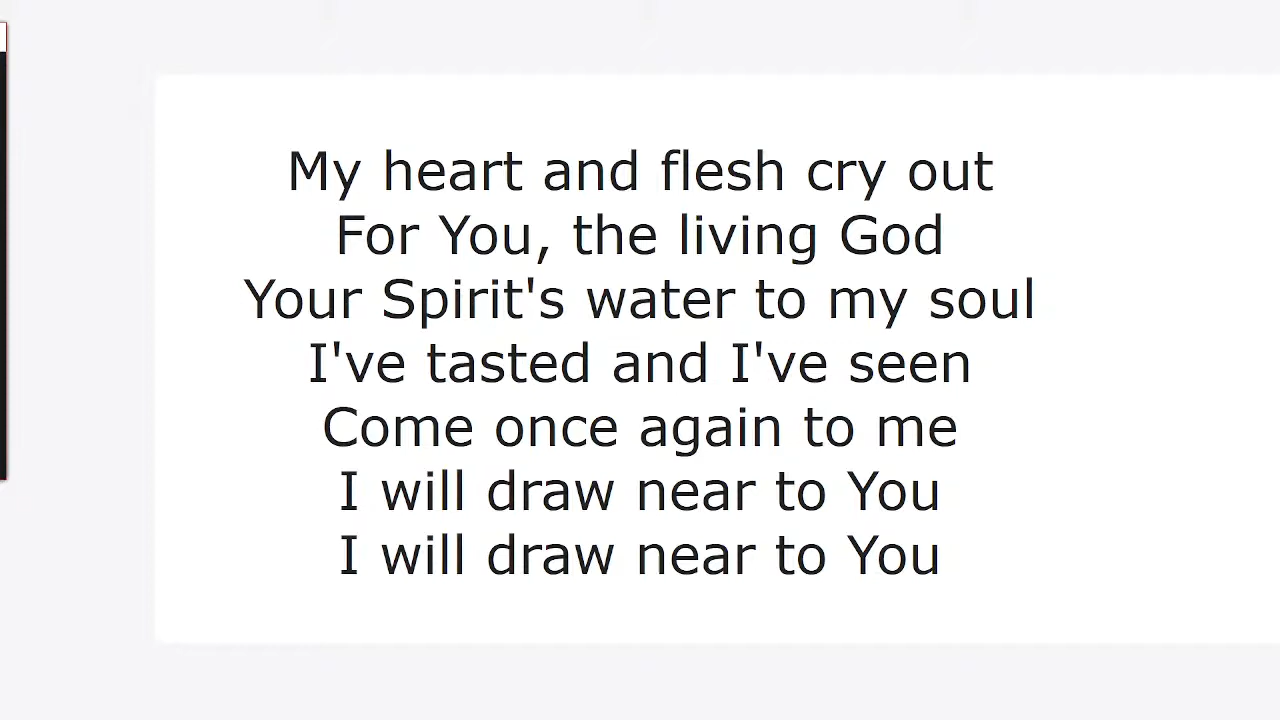 My heart and flesh cry out
For You, the living God
Your Spirit's water to my soul
I've tasted and I've seen
Come once again to me
I will draw near to You
I will draw near to You